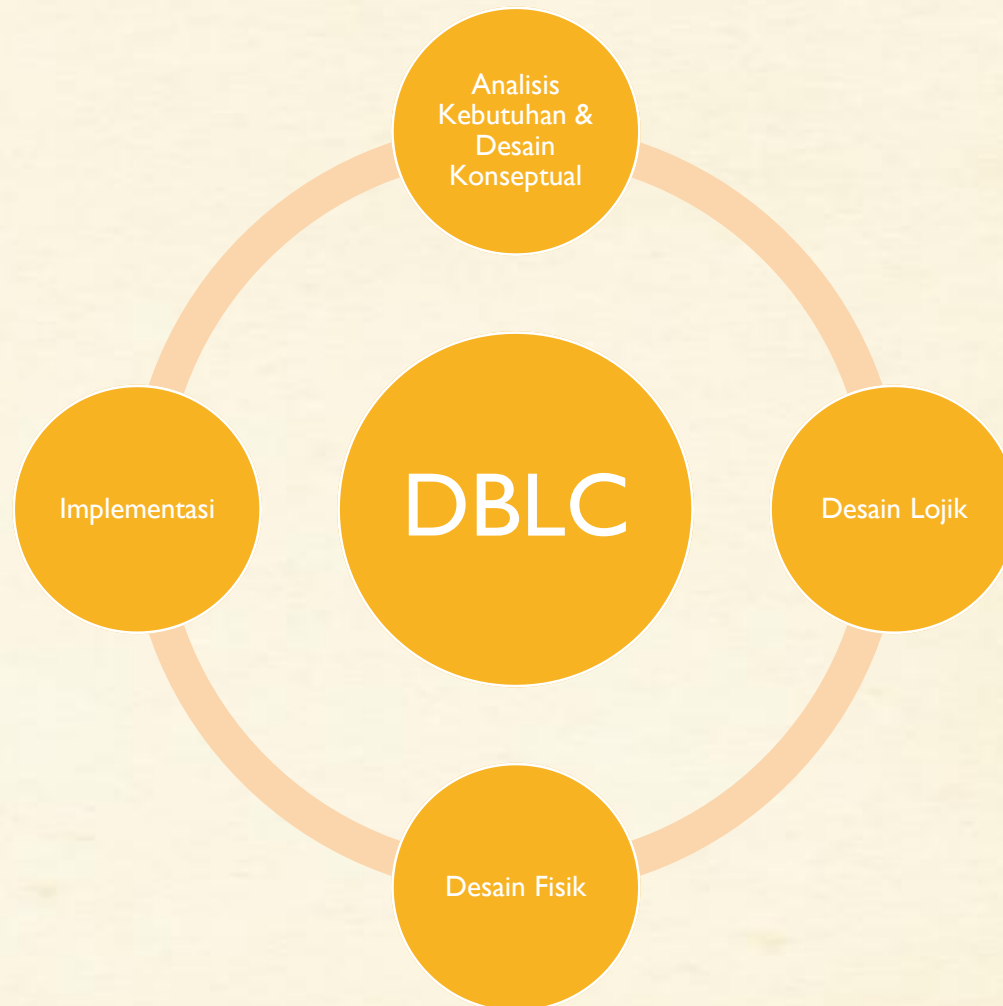 Analisis
Kebutuhan &
Desain
Konseptual
Implementasi
DBLC
Desain Lojik
Desain Fisik